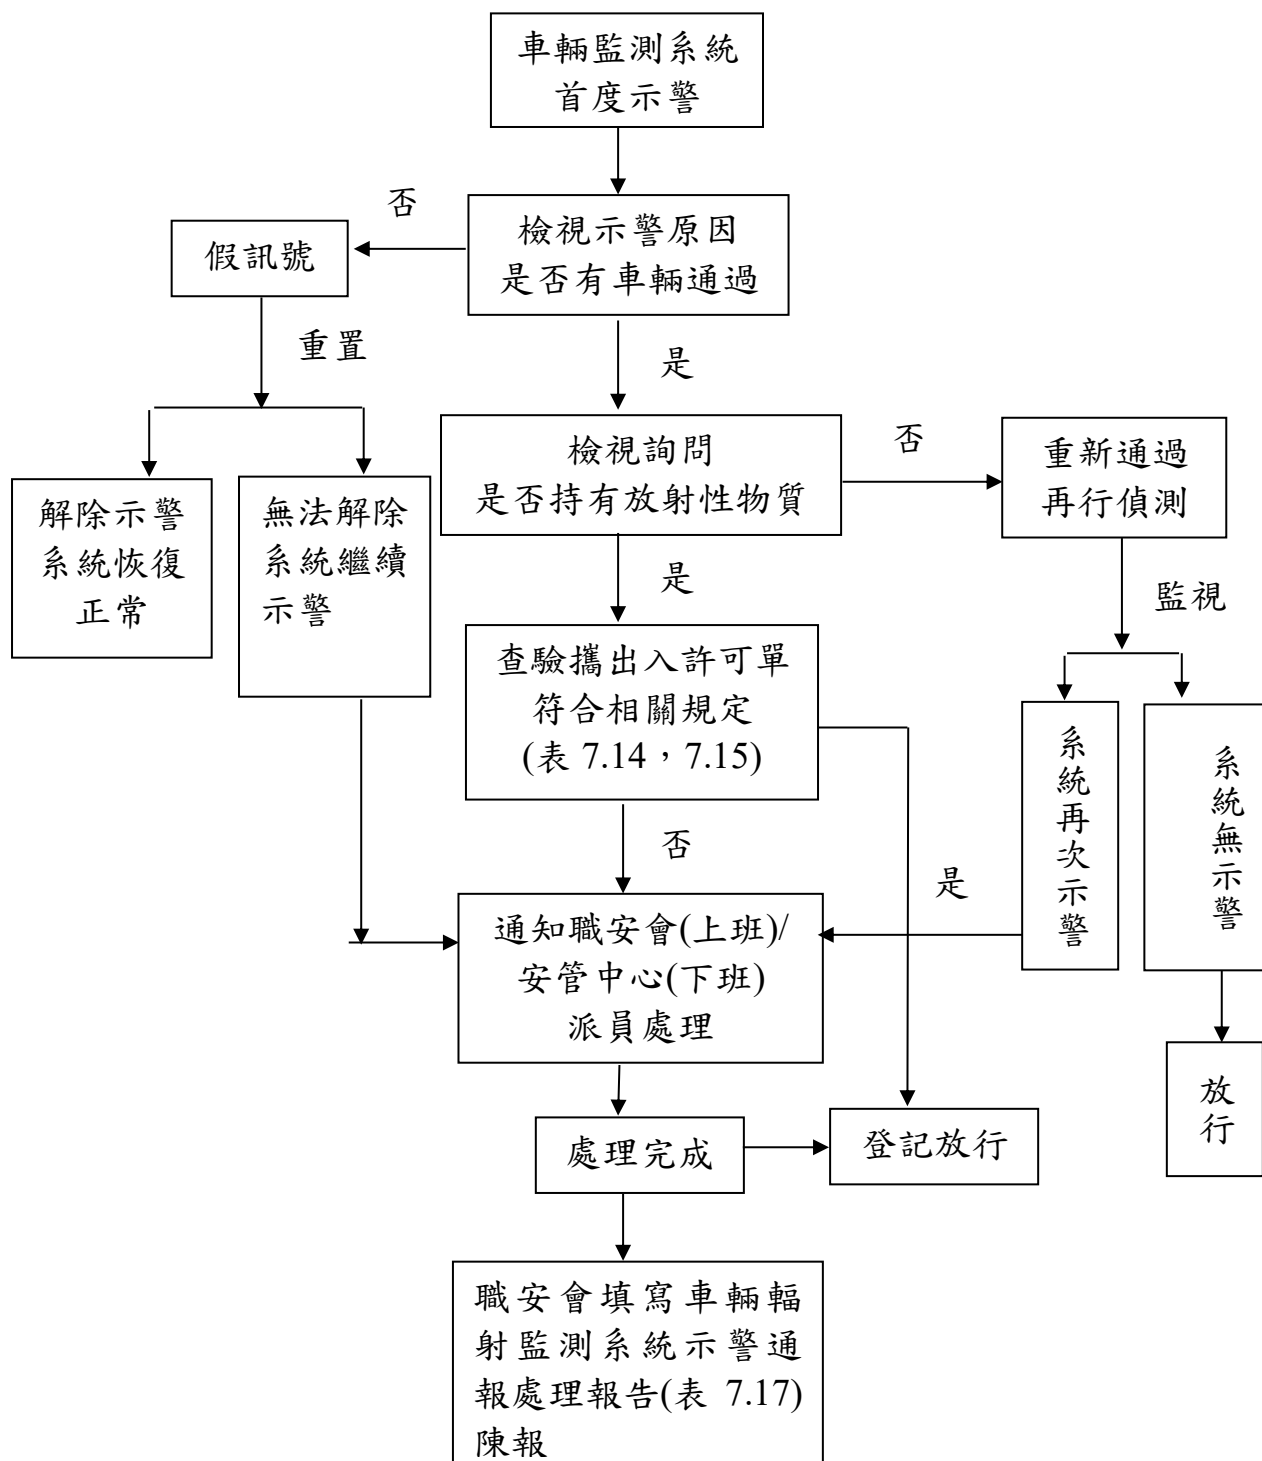 車輛監測系統
首度示警
否
檢視示警原因
是否有車輛通過
假訊號
重置
是
檢視詢問
是否持有放射性物質
否
重新通過
再行偵測
解除示警
系統恢復
正常
無法解除
系統繼續
示警
是
監視
查驗攜出入許可單
符合相關規定
(表 7.14,7.15)
系統再次示警
系統無示警
否
是
通知職安會(上班)/
安管中心(下班)
派員處理
放行
處理完成
登記放行
職安會填寫車輛輻
射監測系統示警通
報處理報告(表 7.17)
陳報